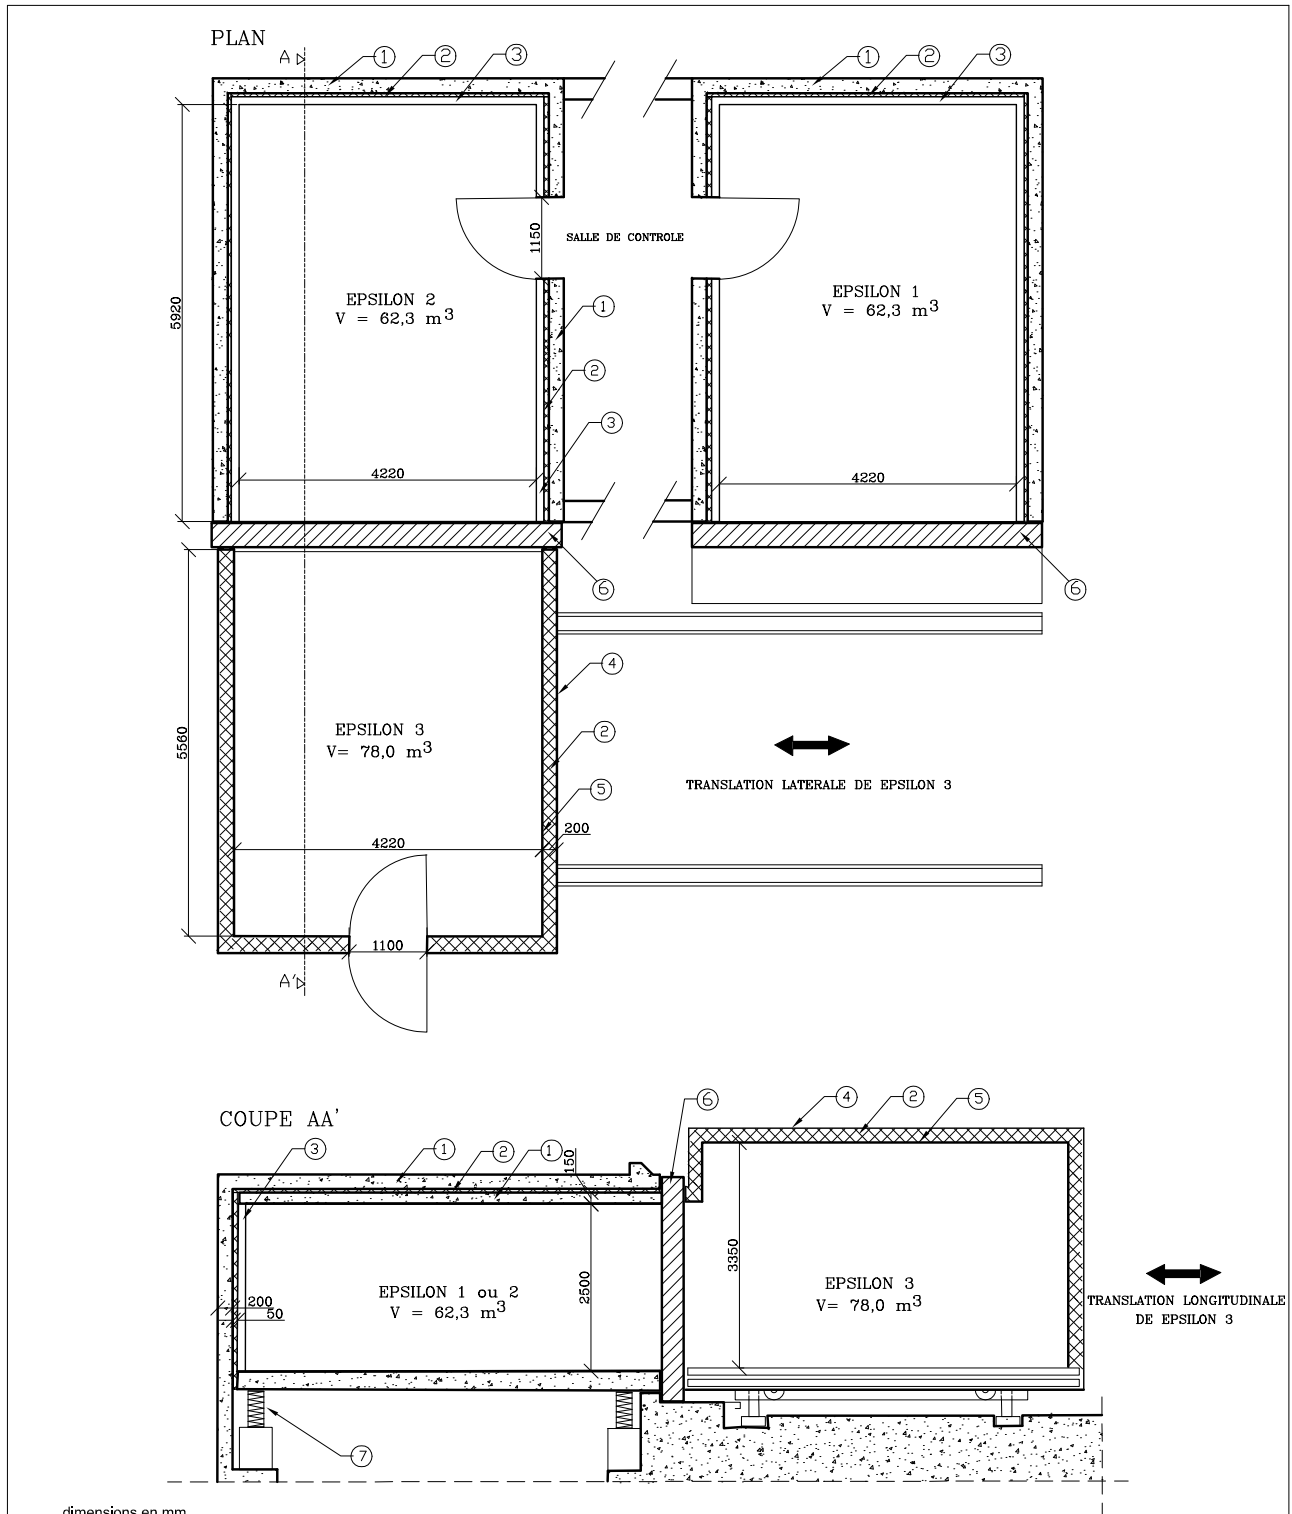 PLAN
A
1
2
3
1
2
3
1150
SALLE DE CONTROLE
EPSILON 2
V = 62,3 m³
EPSILON 1
V = 62,3 m³
5920
1
2
3
4220
4220
6
6
4
EPSILON 3
V= 78,0 m³
2
5560
TRANSLATION LATERALE DE EPSILON 3
5
200
4220
1100
A'
COUPE AA'
6
4
2
5
3
1
2
1
150
3350
2500
EPSILON 1 ou 2
V = 62,3 m³
EPSILON 3
V= 78,0 m³
200
50
TRANSLATION LONGITUDINALE
DE EPSILON 3
7
dimensions en mm